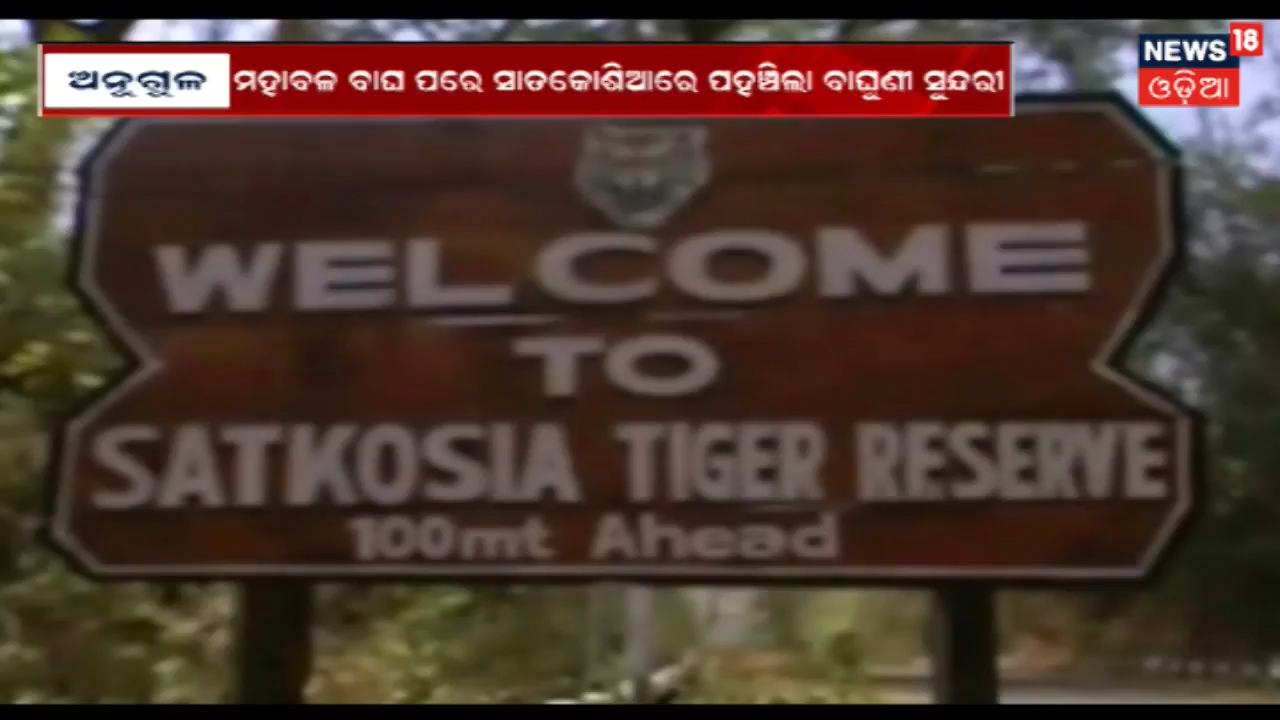 ଅନୁଗୁଳ ମହାବଳ ବାଘ ପରେ ସାତକୋଶିଆରେ ପହଞ୍ଚିଲା ବାଘୁଣୀ ସୁନ୍ଦରୀ
NEWS 18
ଓଡ଼ିଆ
WELCOME
TO
SATKOSIA TIGER RESERVE
100mt Ahead